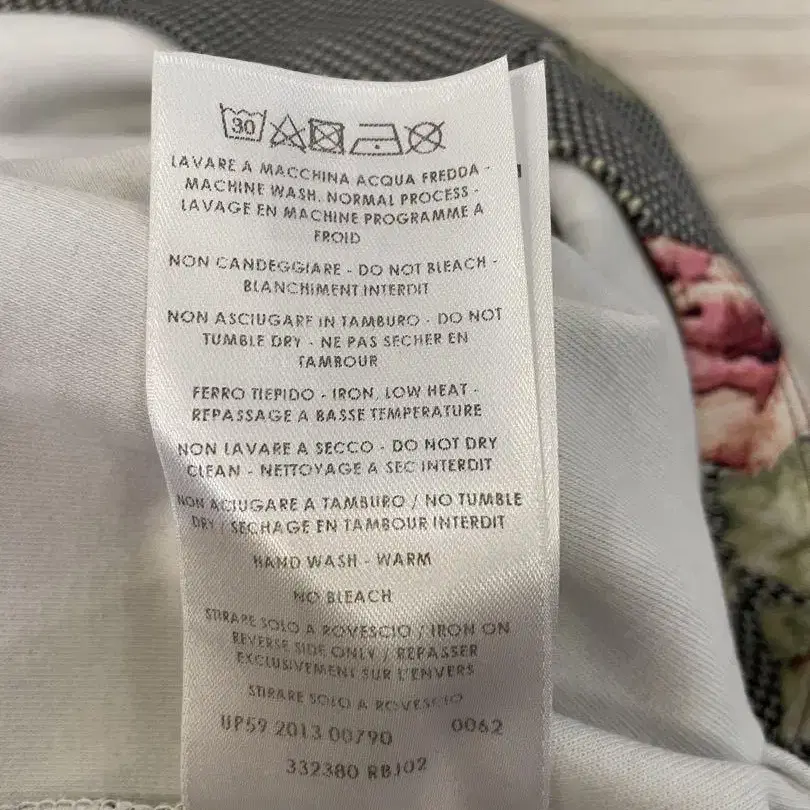 30
LAVARE A MACCHINA ACQUA FREDDA -
MACHINE WASH, NORMAL PROCESS -
LAVAGE EN MACHINE PROGRAMME A
FROID
NON CANDEGGIARE - DO NOT BLEACH -
BLANCHIMENT INTERDIT
NON ASCIUGARE IN TAMBURO - DO NOT
TUMBLE DRY - NE PAS SECHER EN
TAMBOUR
FERRO TIEPIDO - IRON, LOW HEAT -
REPASSAGE A BASSE TEMPERATURE
NON LAVARE A SECCO - DO NOT DRY
CLEAN - NETTOYAGE A SEC INTERDIT
NON ACIUGARE A TAMBURO / NO TUMBLE
DRY / SECHAGE EN TAMBOUR INTERDIT
HAND WASH - WARM
NO BLEACH
STIRARE SOLO A ROVESCIO / IRON ON
REVERSE SIDE ONLY / REPASSER
EXCLUSIVEMENT SUR L'ENVERS
STIRARE SOLO A ROVESCIO
UP59 2013 00790 0062
332380 RBJ02